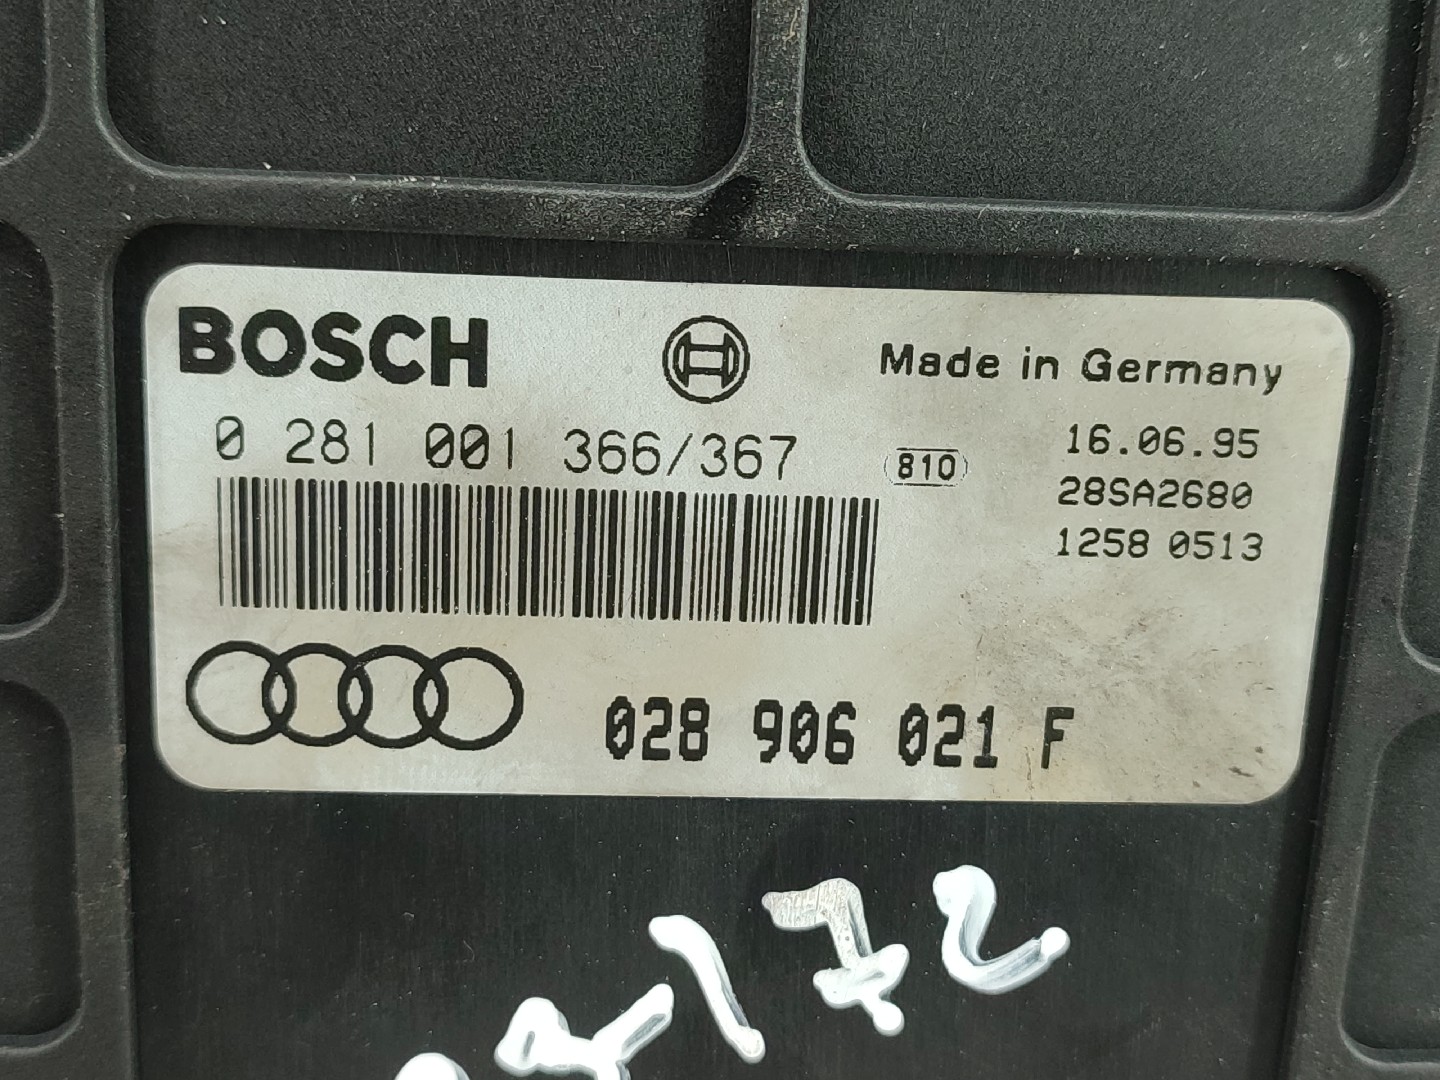 BOSCH
Made in Germany
0 281 001 366/367
810
16.06.95
28SA2680
1258 0513
028 906 021 F
172